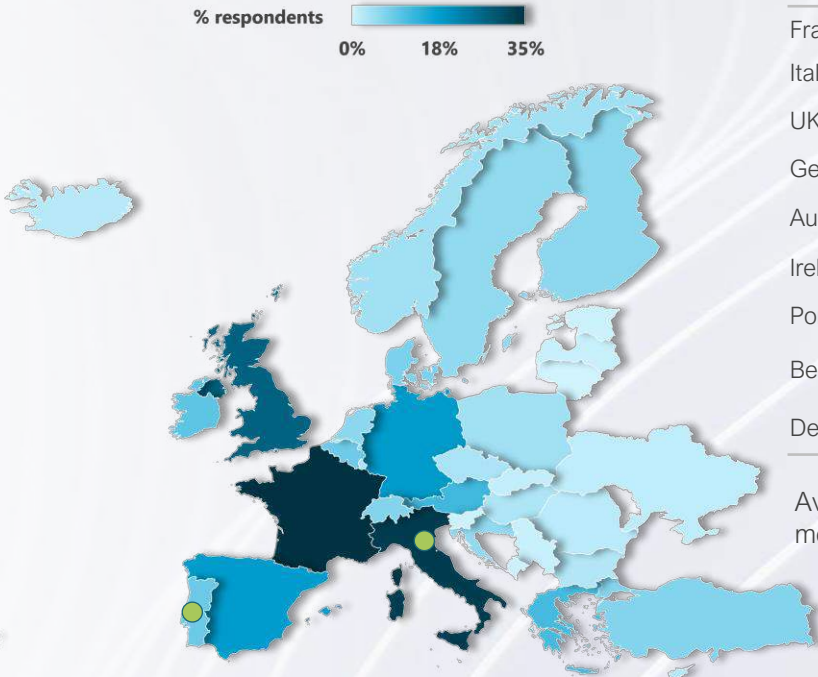 % respondents
0% 18% 35%
Fra
Ital
UK
Ge
Au
Irel
Po
Be
De
Av
me